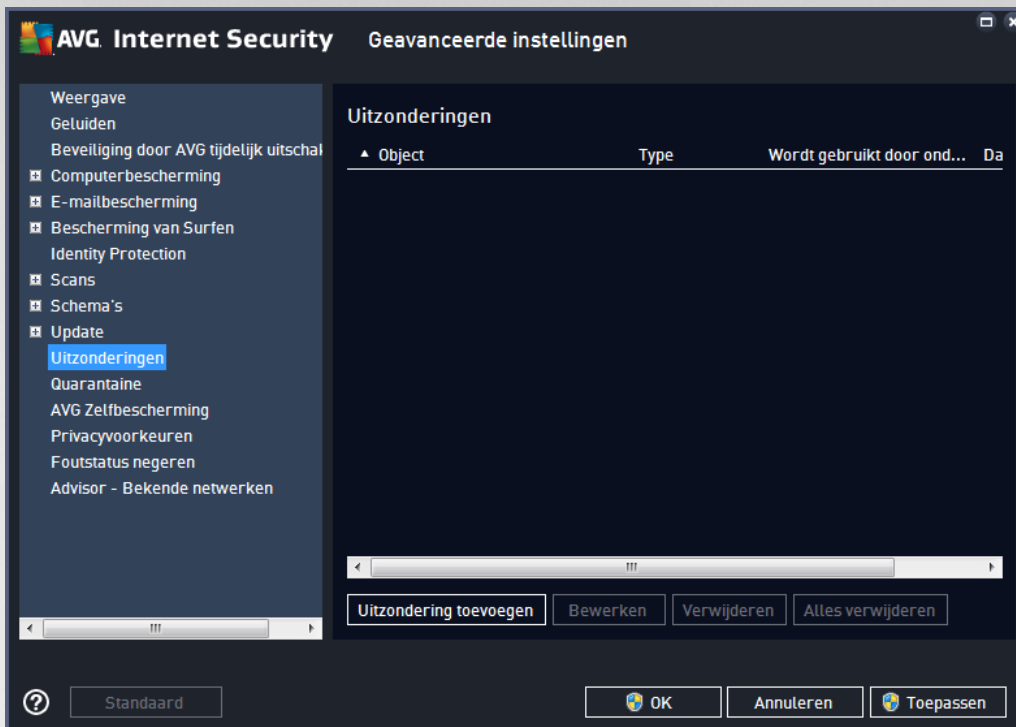 AVG. Internet Security Geavanceerde instellingen
Weergave
Geluiden
Beveiliging door AVG tijdelijk uitschak
Computerbescherming
E-mailbescherming
Bescherming van Surfen
Identity Protection
Scans
Schema's
Update
Uitzonderingen
Quarantaine
AVG Zelfbescherming
Privacyvoorkeuren
Foutstatus negeren
Advisor - Bekende netwerken
Uitzonderingen
Object Type Wordt gebruikt door ond... Da
Uitzondering toevoegen Bewerken Verwijderen Alles verwijderen
? Standaard OK Annuleren Toepassen